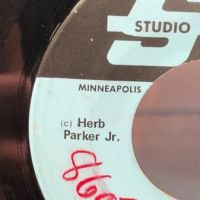 STUDIO
MINNEAPOLIS
(c) Herb
Parker Jr.